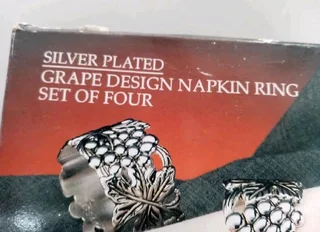 SILVER PLATED
GRAPE DESIGN NAPKIN RING
SET OF FOUR